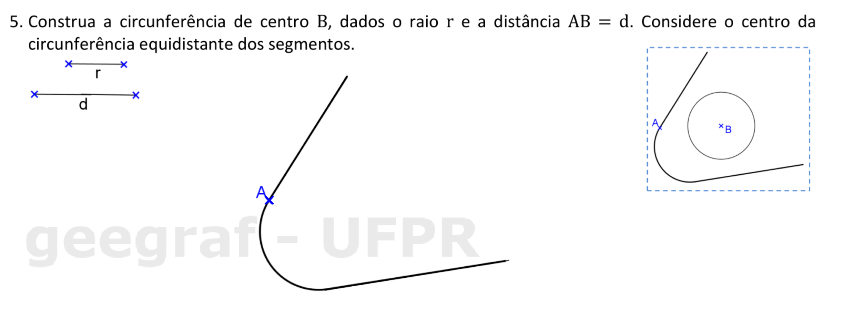 5. Construa a circunferência de centro B, dados o raio r e a distância AB = d. Considere o centro da
circunferência equidistante dos segmentos.
r
d
A
A
B
geegraf - UFPR